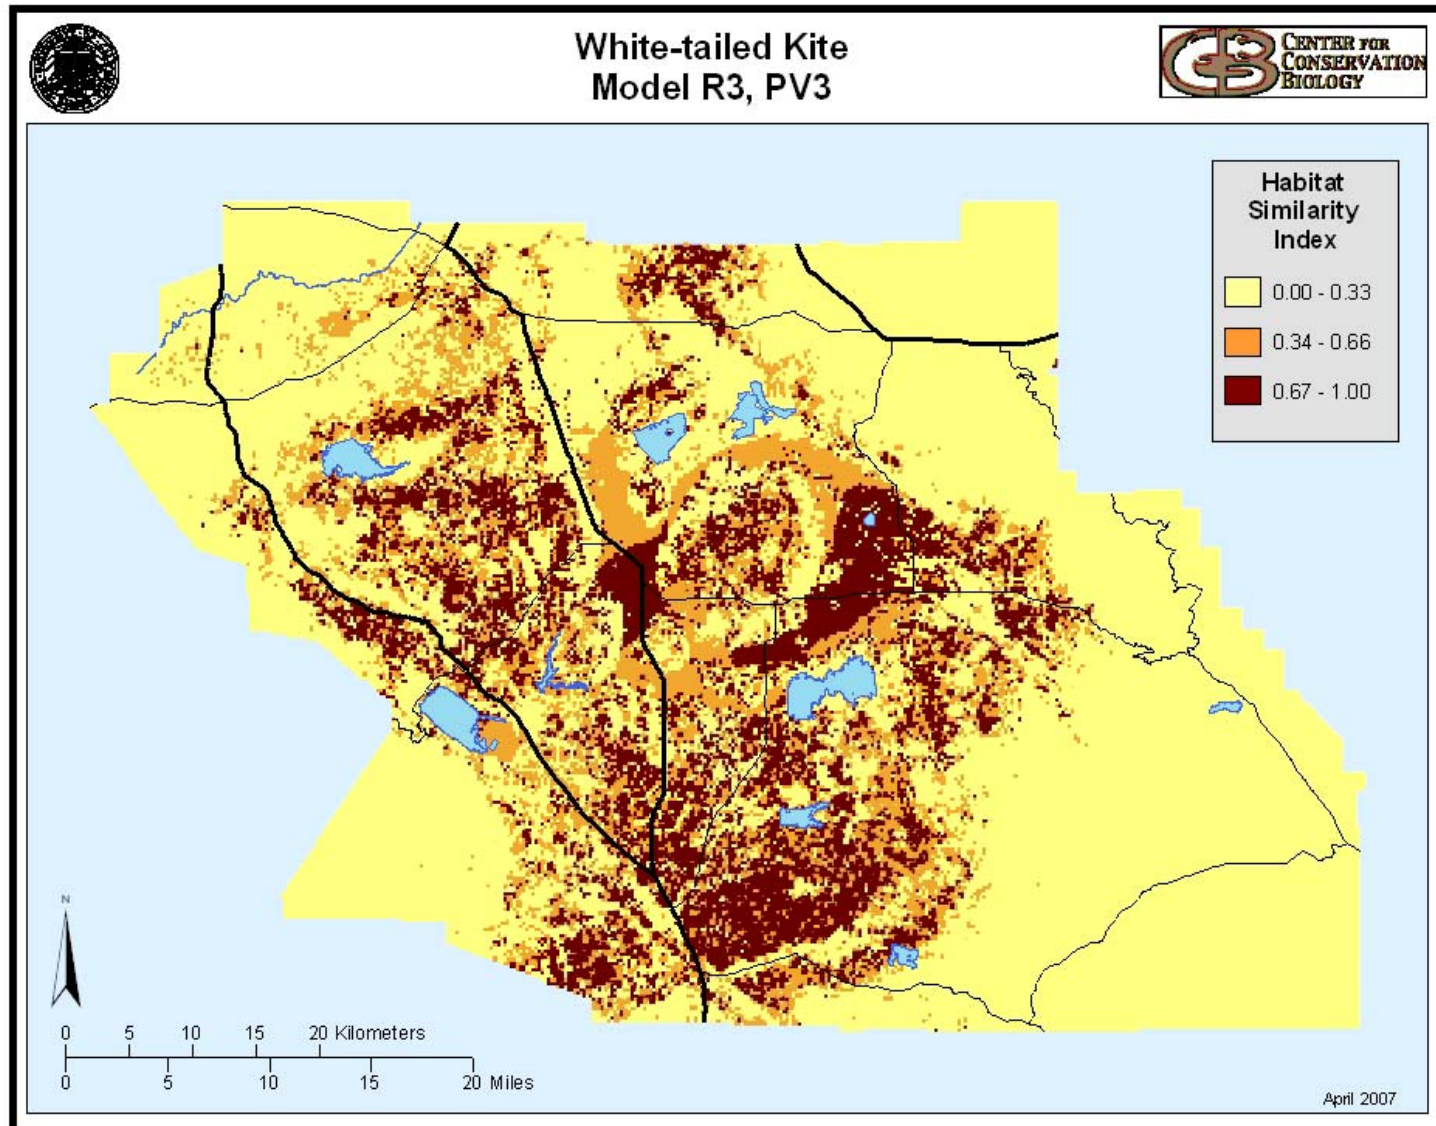 White-tailed Kite
Model R3, PV3
CENTER FOR
CONSERVATION
BIOLOGY
Habitat
Similarity
Index
0.00 - 0.33
0.34 - 0.66
0.67 - 1.00
N
0 5 10 15 20 Kilometers
0 5 10 15 20 Miles
April 2007